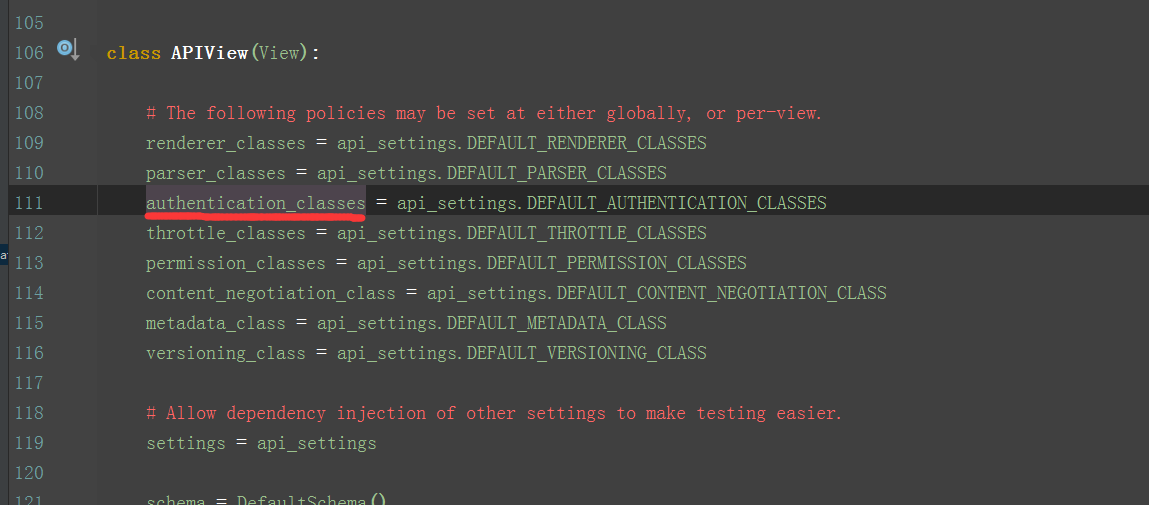 105
106 class APIView(View):
107
108 # The following policies may be set at either globally, or per-view.
109 renderer_classes = api_settings.DEFAULT_RENDERER_CLASSES
110 parser_classes = api_settings.DEFAULT_PARSER_CLASSES
111 authentication_classes = api_settings.DEFAULT_AUTHENTICATION_CLASSES
112 throttle_classes = api_settings.DEFAULT_THROTTLE_CLASSES
113 permission_classes = api_settings.DEFAULT_PERMISSION_CLASSES
114 content_negotiation_class = api_settings.DEFAULT_CONTENT_NEGOTIATION_CLASS
115 metadata_class = api_settings.DEFAULT_METADATA_CLASS
116 versioning_class = api_settings.DEFAULT_VERSIONING_CLASS
117
118 # Allow dependency injection of other settings to make testing easier.
119 settings = api_settings
120
121 schema = DefaultSchema()